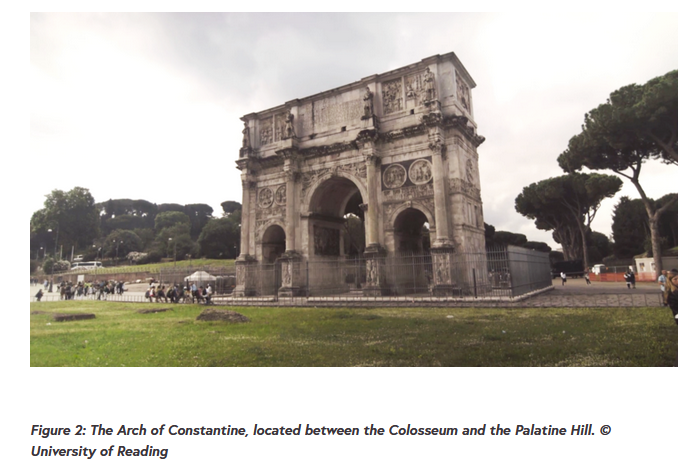 Figure 2: The Arch of Constantine, located between the Colosseum and the Palatine Hill. ©
University of Reading